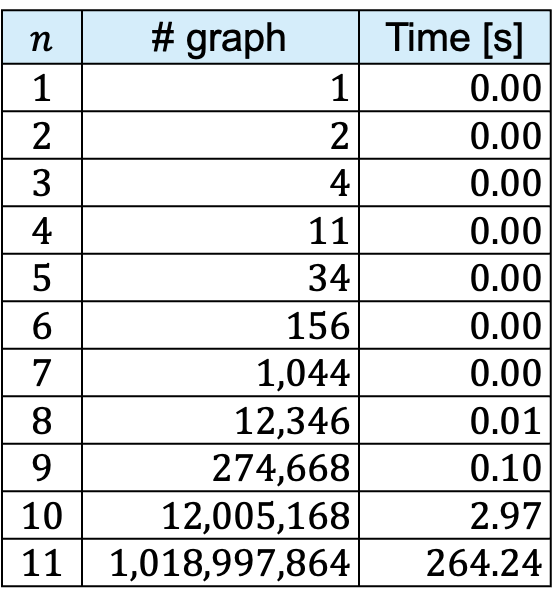 n # graph Time [s]
1 1 0.00
2 2 0.00
3 4 0.00
4 11 0.00
5 34 0.00
6 156 0.00
7 1,044 0.00
8 12,346 0.01
9 274,668 0.10
10 12,005,168 2.97
11 1,018,997,864 264.24